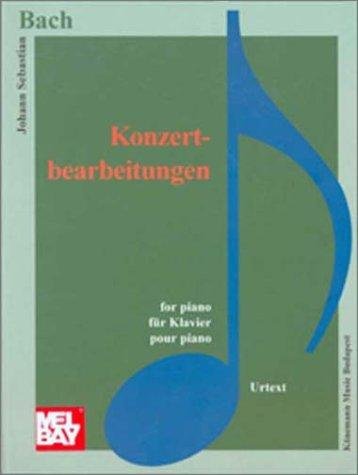 Bach
Johann Sebastian
Konzert-
bearbeitungen
for piano
für Klavier
pour piano
Urtext
Könemann Music Budapest
MEL
BAY